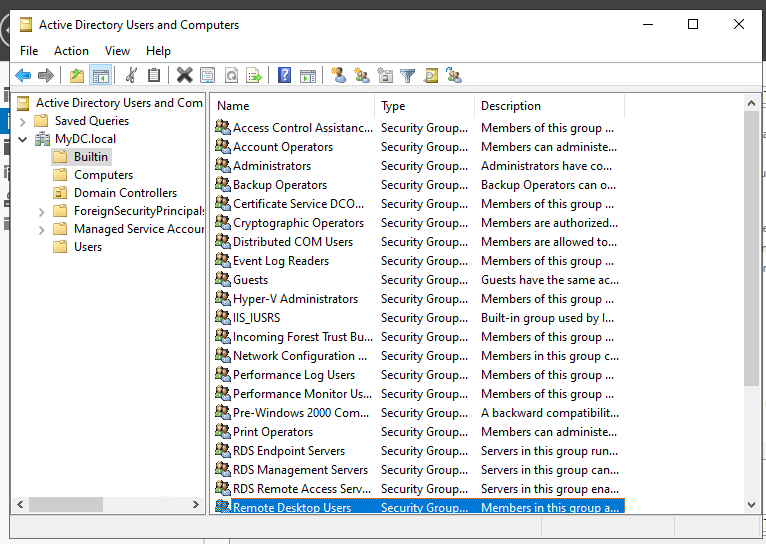 Active Directory Users and Computers
File Action View Help
Active Directory Users and Com
Saved Queries
MyDC.local
Builtin
Computers
Domain Controllers
ForeignSecurityPrincipals
Managed Service Accour
Users
Name Type Description
Access Control Assistanc... Security Group... Members of this group ...
Account Operators Security Group... Members can administe...
Administrators Security Group... Administrators have co...
Backup Operators Security Group... Backup Operators can o...
Certificate Service DCO... Security Group... Members of this group ...
Cryptographic Operators Security Group... Members are authorized...
Distributed COM Users Security Group... Members are allowed to...
Event Log Readers Security Group... Members of this group ...
Guests Security Group... Guests have the same ac...
Hyper-V Administrators Security Group... Members of this group ...
IIS_IUSRS Security Group... Built-in group used by I...
Incoming Forest Trust Bu... Security Group... Members of this group ...
Network Configuration ... Security Group... Members in this group c...
Performance Log Users Security Group... Members of this group ...
Performance Monitor Us... Security Group... Members of this group ...
Pre-Windows 2000 Com... Security Group... A backward compatibilit...
Print Operators Security Group... Members can administe...
RDS Endpoint Servers Security Group... Servers in this group run...
RDS Management Servers Security Group... Servers in this group can...
RDS Remote Access Serv... Security Group... Servers in this group ena...
Remote Desktop Users Security Group... Members in this group a...